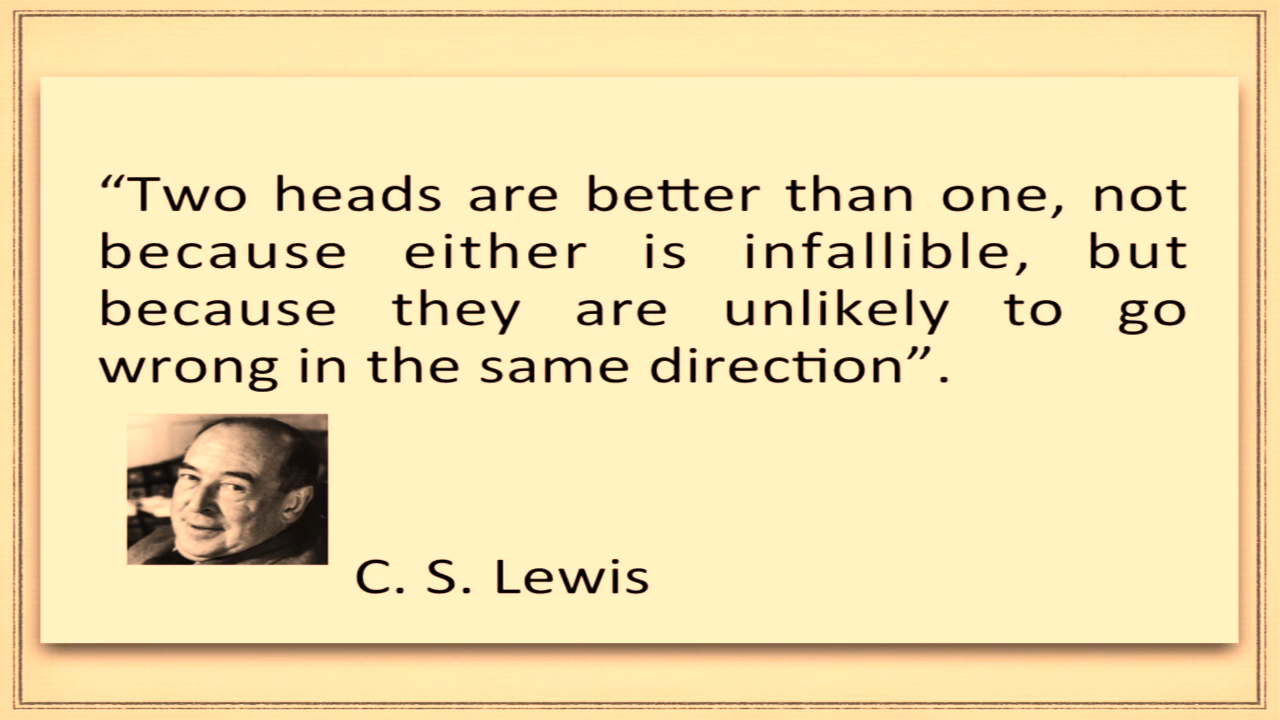 “Two heads are better than one, not
because either is infallible, but
because they are unlikely to go
wrong in the same direction”.
C. S. Lewis